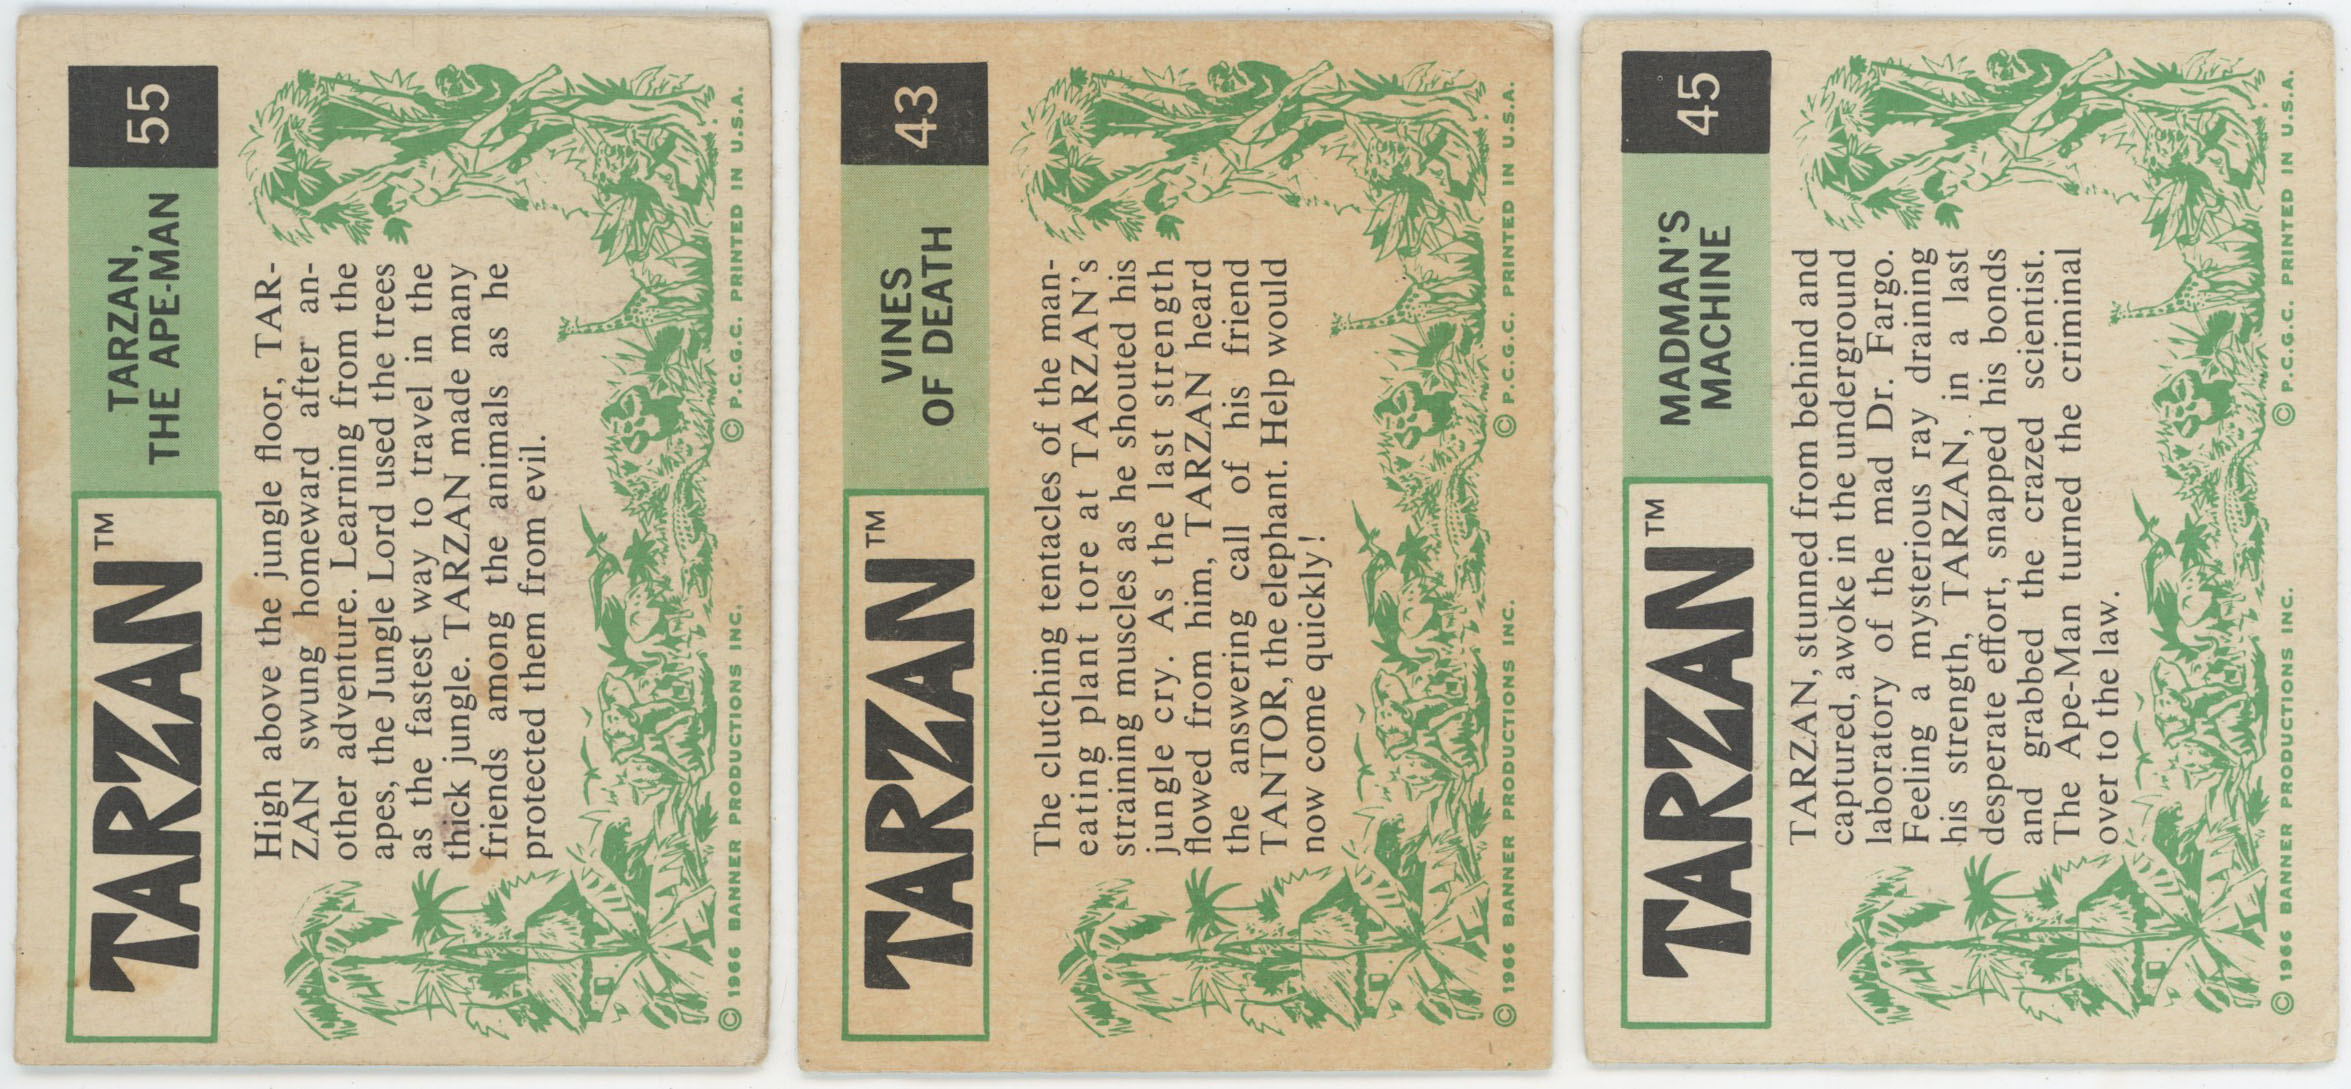 TARZAN™
TARZAN,
THE APE-MAN
55
High above the jungle floor, TAR-
ZAN swung homeward after an-
other adventure. Learning from the
apes, the Jungle Lord used the trees
as the fastest way to travel in the
thick jungle. TARZAN made many
friends among the animals as he
protected them from evil.
© 1966 BANNER PRODUCTIONS INC. © P.C.G.C. PRINTED IN U.S.A.
TARZAN™
VINES
OF DEATH
43
The clutching tentacles of the man-
eating plant tore at TARZAN's
straining muscles as he shouted his
jungle cry. As the last strength
flowed from him, TARZAN heard
the answering call of his friend
TANTOR, the elephant. Help would
now come quickly!
© 1966 BANNER PRODUCTIONS INC. © P.C.G.C. PRINTED IN U.S.A.
TARZAN™
MADMAN'S
MACHINE
45
TARZAN, stunned from behind and
captured, awoke in the underground
laboratory of the mad Dr. Fargo.
Feeling a mysterious ray draining
his strength, TARZAN, in a last
desperate effort, snapped his bonds
and grabbed the crazed scientist.
The Ape-Man turned the criminal
over to the law.
© 1966 BANNER PRODUCTIONS INC. © P.C.G.C. PRINTED IN U.S.A.